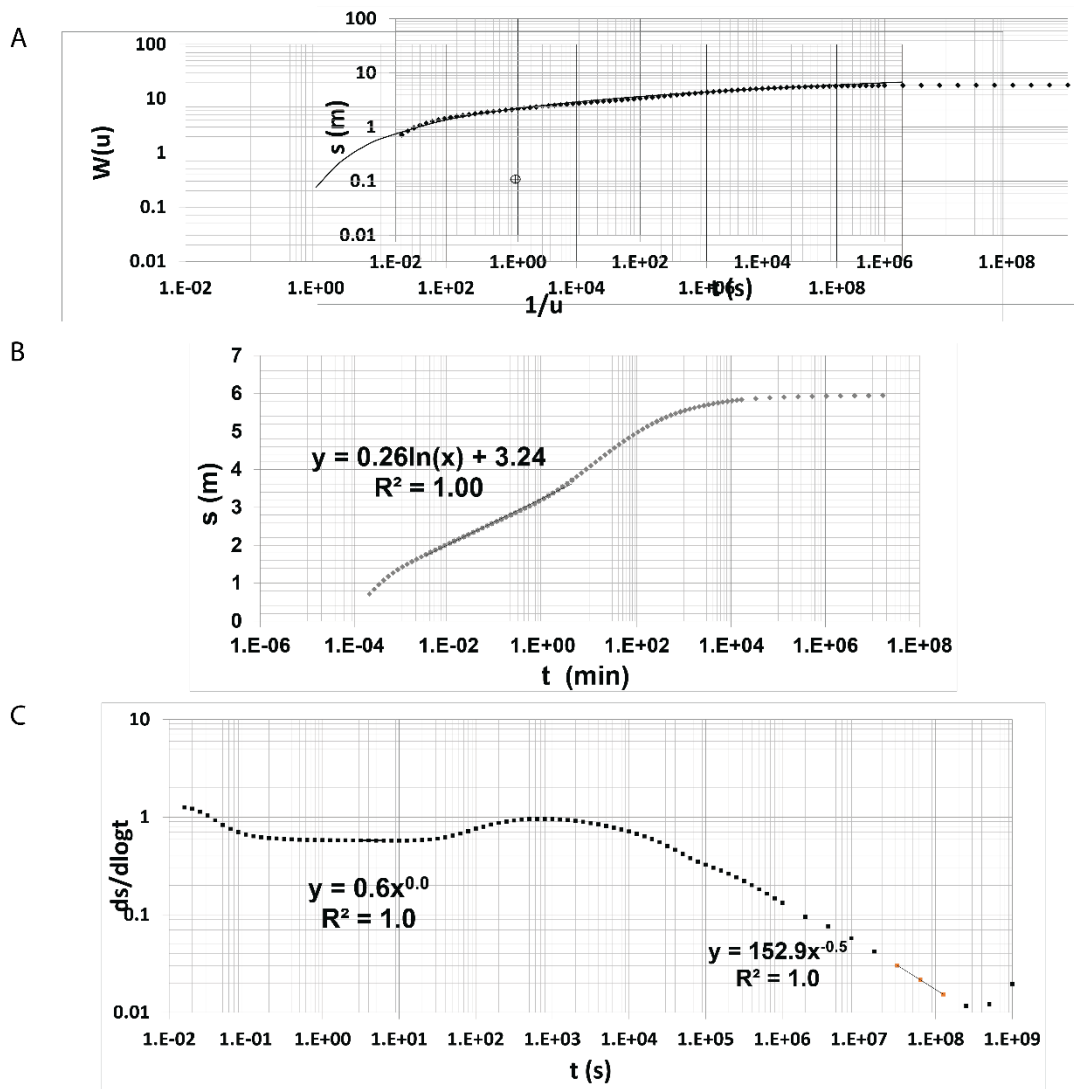 A
100
100
10
10
1
1
0.1
0.1
0.01
0.01
W(u)
s (m)
1.E-02 1.E+00 1.E+02 1.E+04 1.E+06 1.E+08
t (s)
1.E-02 1.E+00 1.E+02 1.E+04 1.E+06 1.E+08
1/u
B
7
6
5
4
3
2
1
0
s (m)
y = 0.26ln(x) + 3.24
R² = 1.00
1.E-06 1.E-04 1.E-02 1.E+00 1.E+02 1.E+04 1.E+06 1.E+08
t (min)
C
10
1
0.1
0.01
ds/dlogt
y = 0.6x⁰·⁰
R² = 1.0
y = 152.9x⁻⁰·⁵
R² = 1.0
1.E-02 1.E-01 1.E+00 1.E+01 1.E+02 1.E+03 1.E+04 1.E+05 1.E+06 1.E+07 1.E+08 1.E+09
t (s)